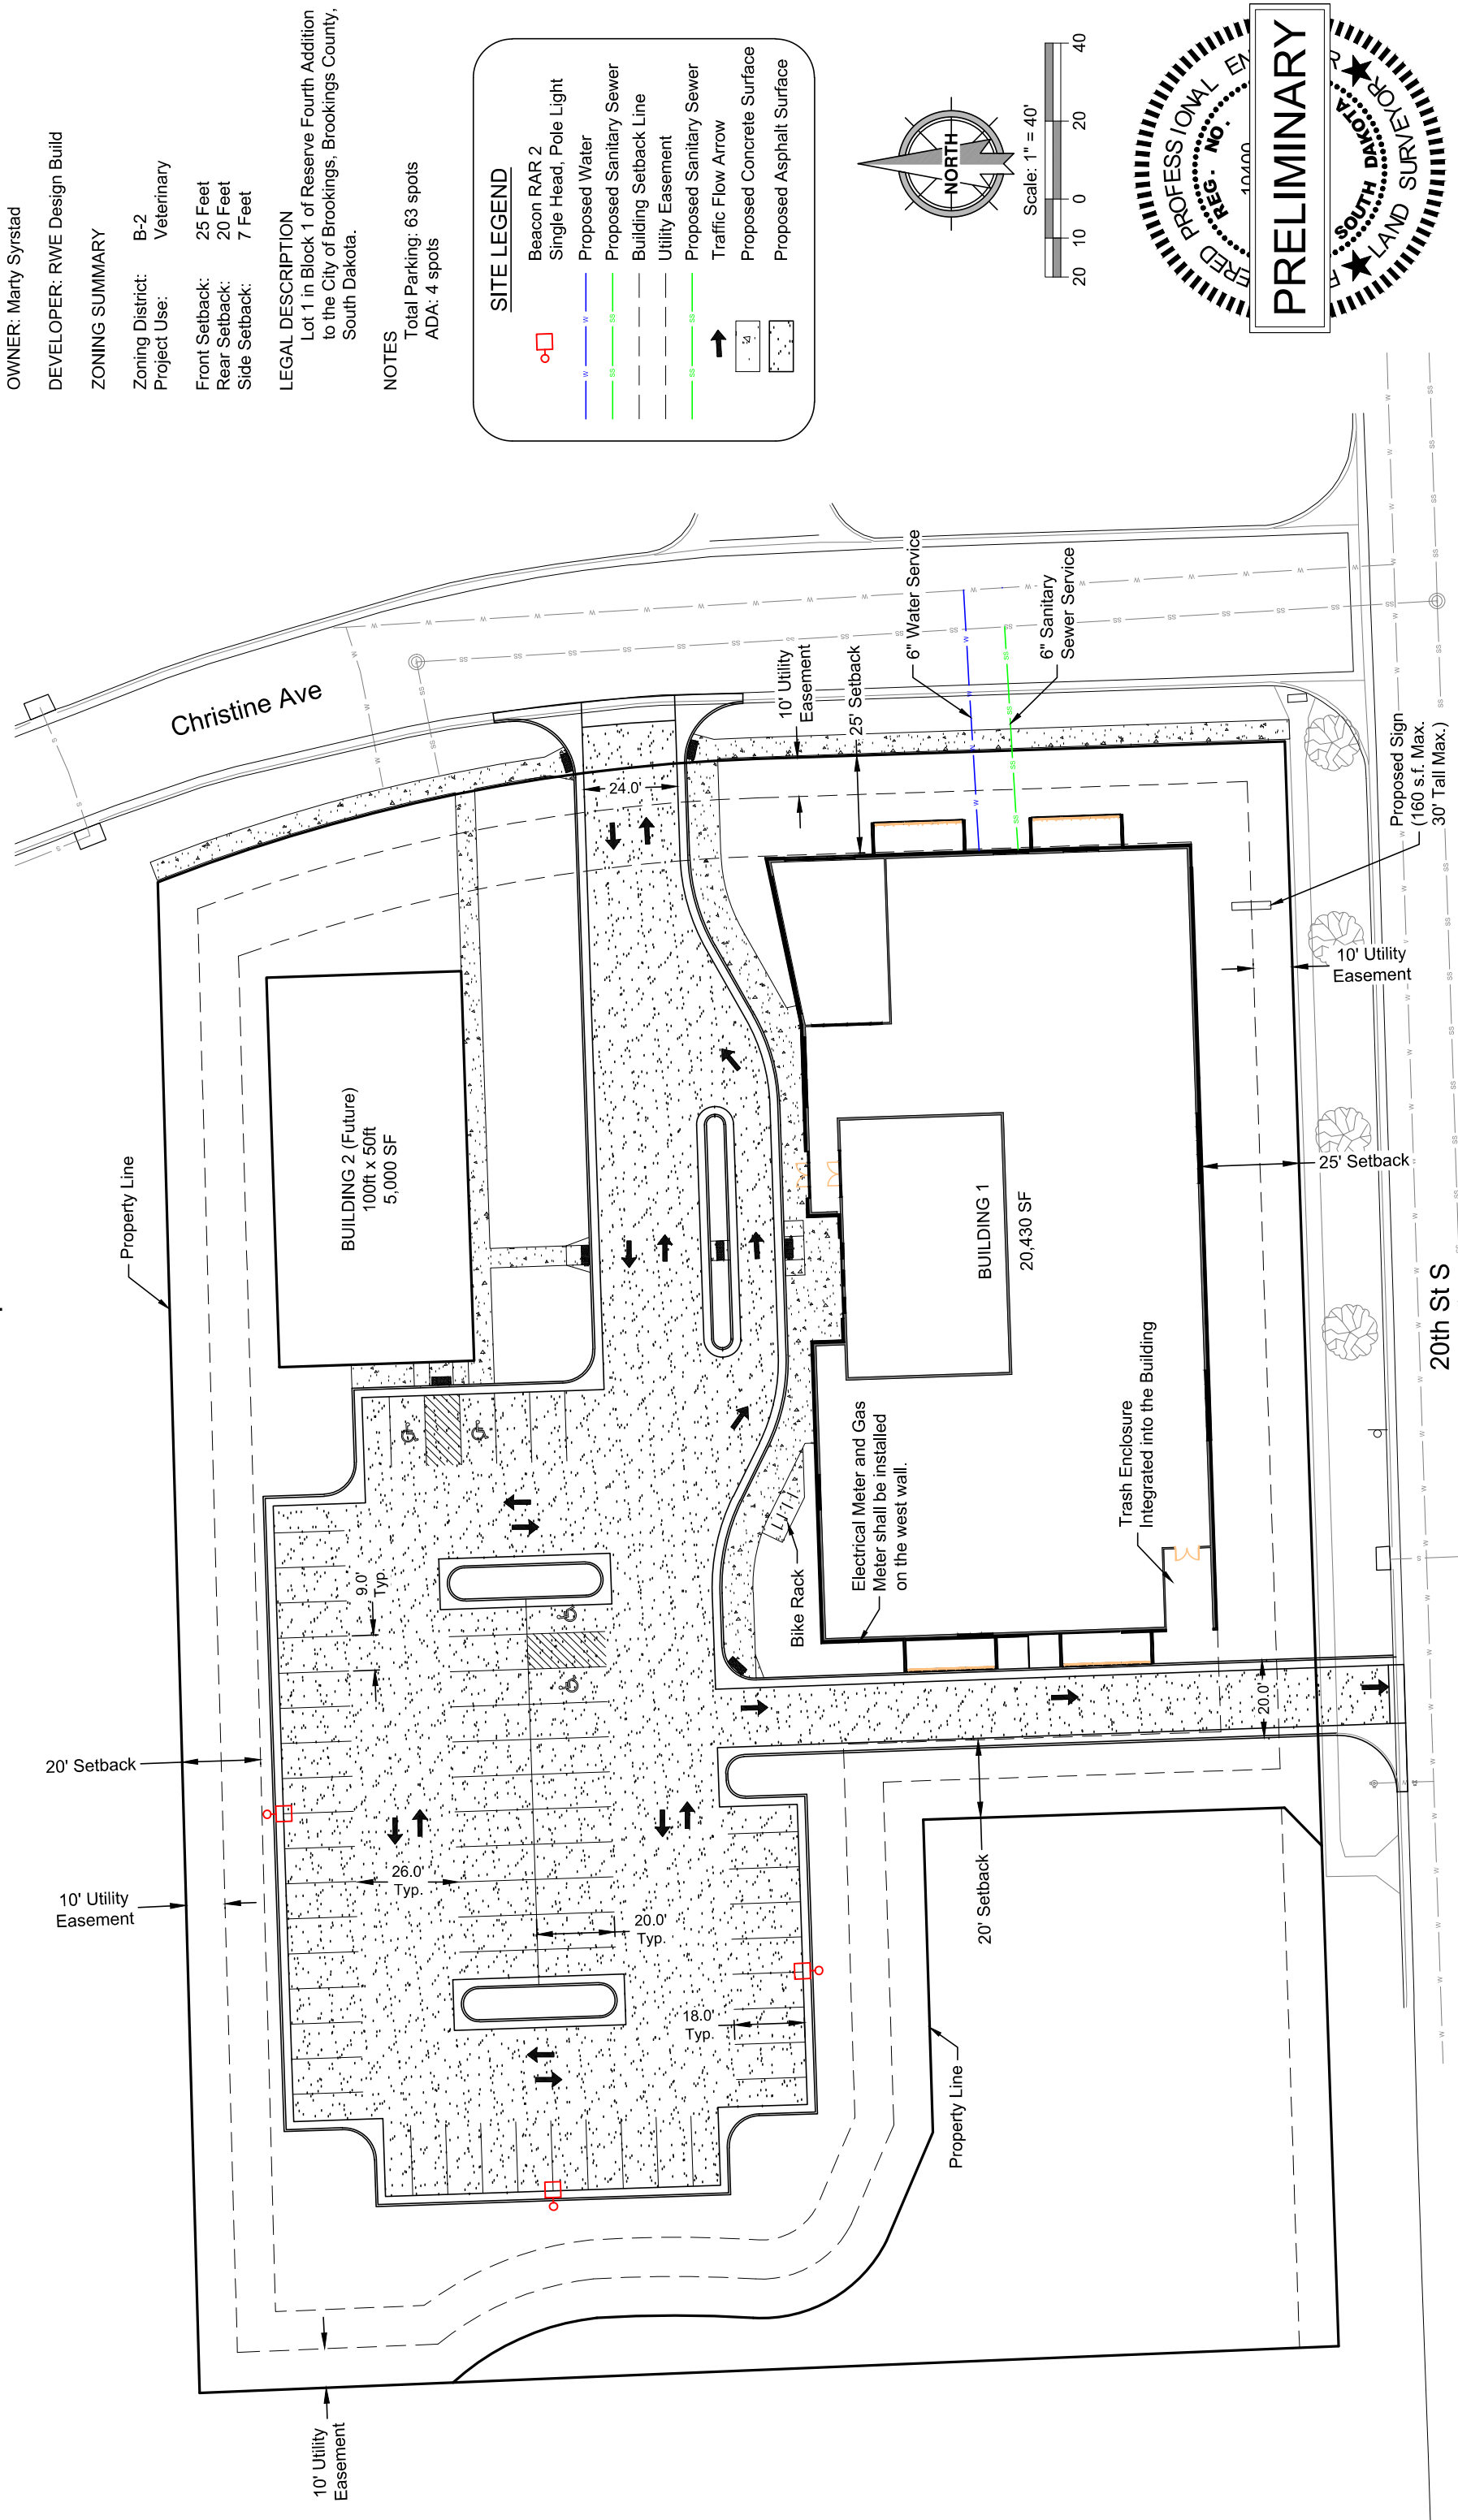 OWNER: Marty Syrstad
DEVELOPER: RWE Design Build
ZONING SUMMARY
Zoning District: B-2
Project Use: Veterinary
Front Setback: 25 Feet
Rear Setback: 20 Feet
Side Setback: 7 Feet
LEGAL DESCRIPTION
Lot 1 in Block 1 of Reserve Fourth Addition
to the City of Brookings, Brookings County,
South Dakota.
NOTES
Total Parking: 63 spots
ADA: 4 spots
SITE LEGEND
Beacon RAR 2
Single Head, Pole Light
W Proposed Water
SS Proposed Sanitary Sewer
Building Setback Line
Utility Easement
SS Proposed Sanitary Sewer
Traffic Flow Arrow
Proposed Concrete Surface
Proposed Asphalt Surface
NORTH
Scale: 1" = 40'
20 10 0 20 40
PROFESSIONAL
REG. NO.
PRELIMINARY
SOUTH DAKOTA
LAND SURVEYOR
Christine Ave
Property Line
BUILDING 2 (Future)
100ft x 50ft
5,000 SF
24.0'
10' Utility
Easement
25' Setback
6" Water Service
6" Sanitary
Sewer Service
Proposed Sign
(160 s.f. Max.
30' Tall Max.)
10' Utility
Easement
25' Setback
BUILDING 1
20,430 SF
Electrical Meter and Gas
Meter shall be installed
on the west wall.
Trash Enclosure
Integrated into the Building
Bike Rack
20th St S
20.0'
20' Setback
Property Line
9.0'
Typ.
26.0'
Typ.
20.0'
Typ.
18.0'
Typ.
20' Setback
10' Utility
Easement
10' Utility
Easement